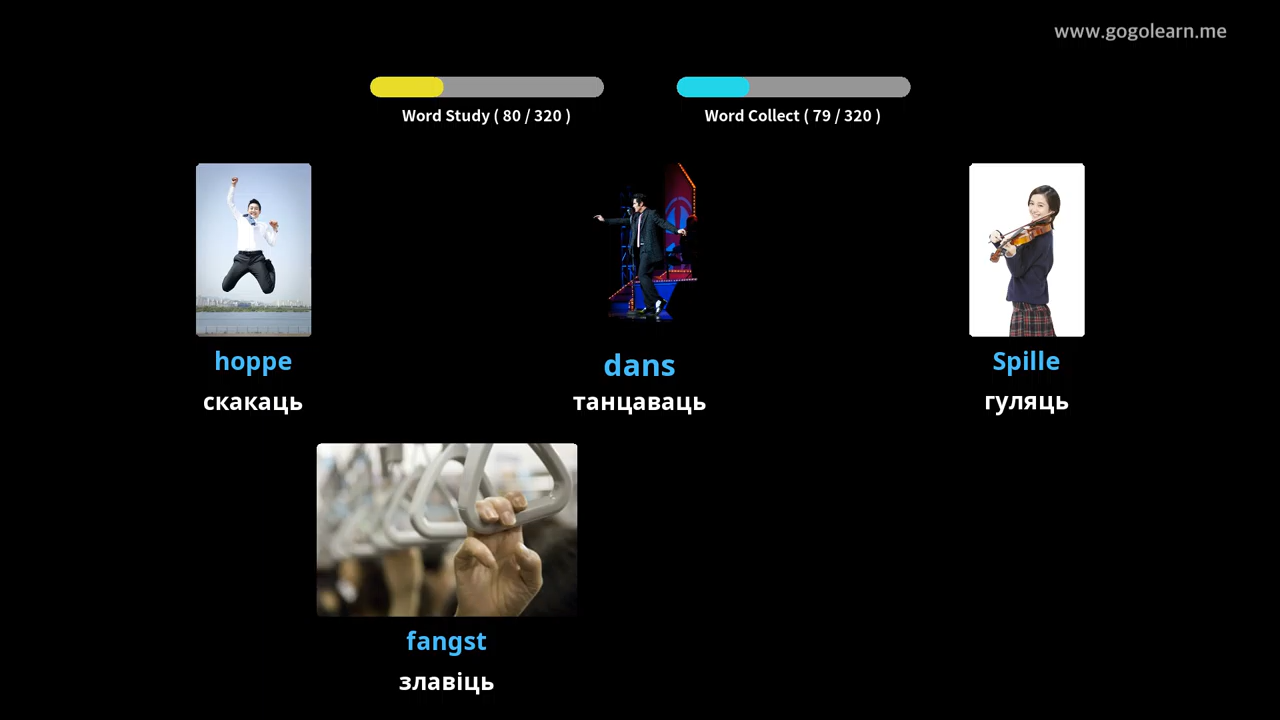 www.gogolearn.me
Word Study ( 80 / 320 )
Word Collect ( 79 / 320 )
hoppe
dans
Spille
скакаць
танцаваць
гуляць
fangst
злавіць